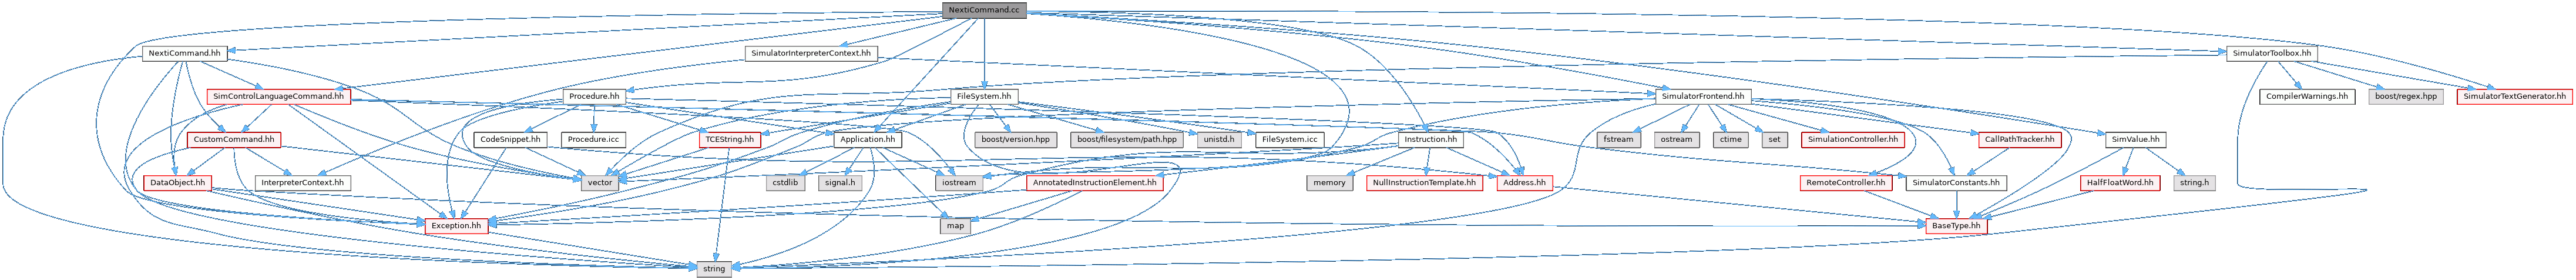 NextiCommand.cc
NextiCommand.hh
SimulatorInterpreterContext.hh
SimulatorToolbox.hh
SimControlLanguageCommand.hh
Procedure.hh
FileSystem.hh
SimulatorFrontend.hh
CompilerWarnings.hh
boost/regex.hpp
SimulatorTextGenerator.hh
CustomCommand.hh
CodeSnippet.hh
Procedure.icc
TCEString.hh
Application.hh
boost/version.hpp
boost/filesystem/path.hpp
unistd.h
FileSystem.icc
Instruction.hh
fstream
ostream
ctime
set
SimulationController.hh
CallPathTracker.hh
SimValue.hh
DataObject.hh
InterpreterContext.hh
vector
cstdlib
signal.h
iostream
AnnotatedInstructionElement.hh
memory
NullInstructionTemplate.hh
Address.hh
RemoteController.hh
SimulatorConstants.hh
HalfFloatWord.hh
string.h
Exception.hh
map
BaseType.hh
string